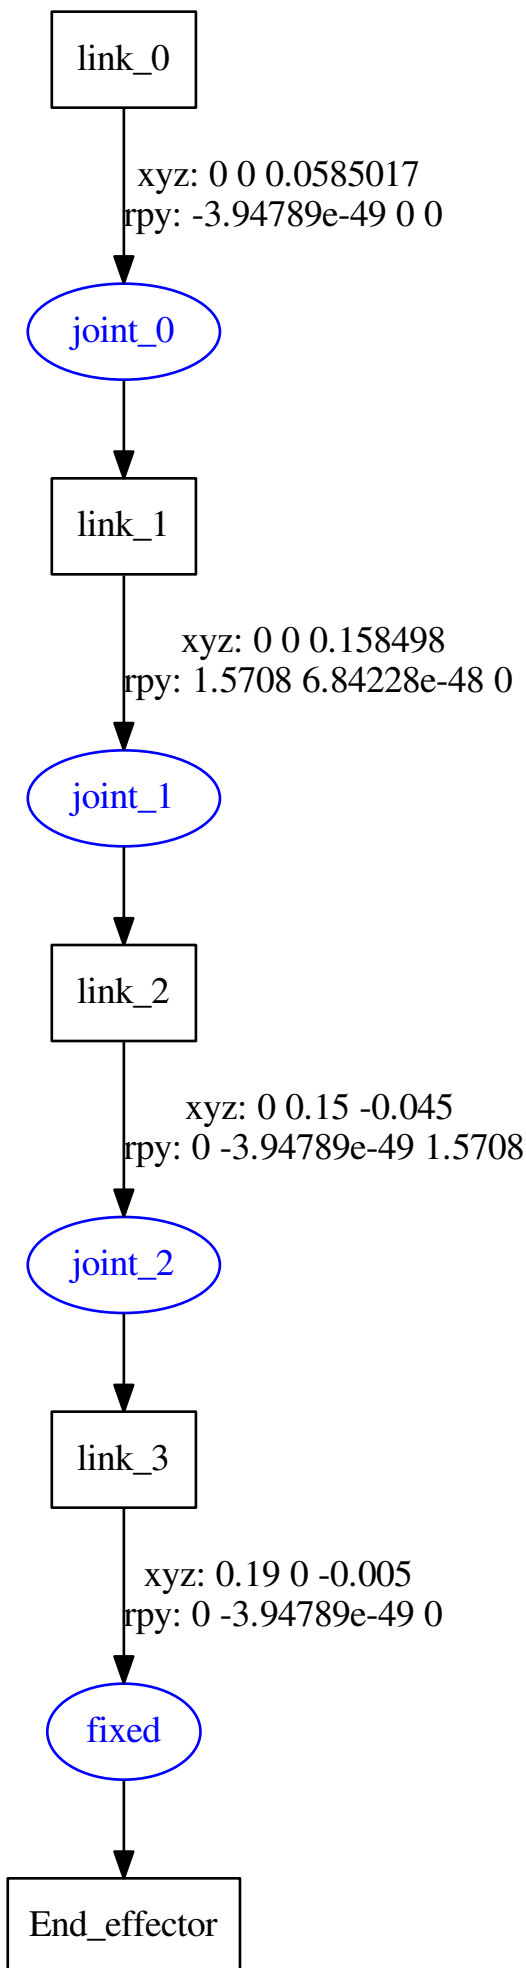 link_0
xyz: 0 0 0.0585017
rpy: -3.94789e-49 0 0
joint_0
link_1
xyz: 0 0 0.158498
rpy: 1.5708 6.84228e-48 0
joint_1
link_2
xyz: 0 0.15 -0.045
rpy: 0 -3.94789e-49 1.5708
joint_2
link_3
xyz: 0.19 0 -0.005
rpy: 0 -3.94789e-49 0
fixed
End_effector